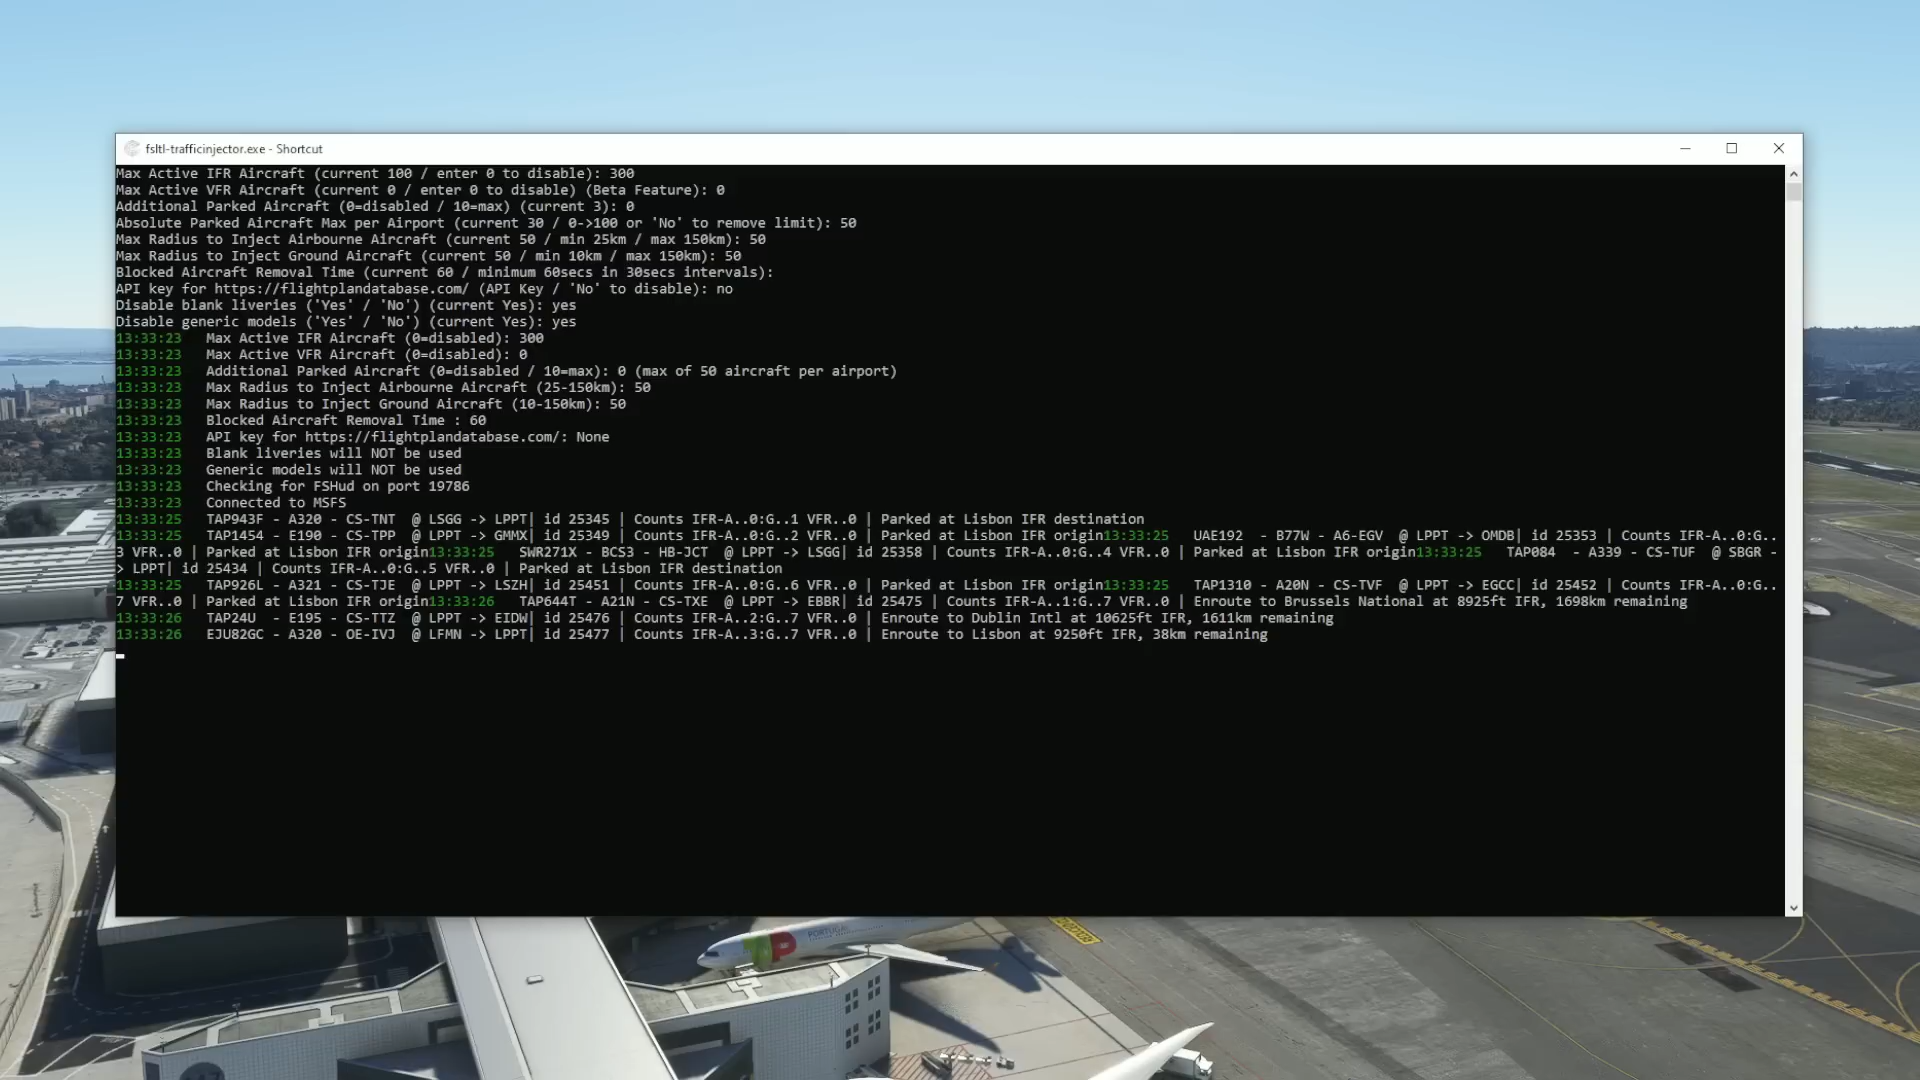 fsltl-trafficinjector.exe - Shortcut
Max Active IFR Aircraft (current 100 / enter 0 to disable): 300
Max Active VFR Aircraft (current 0 / enter 0 to disable) (Beta Feature): 0
Additional Parked Aircraft (0=disabled / 10=max) (current 3): 0
Absolute Parked Aircraft Max per Airport (current 30 / 0->100 or 'No' to remove limit): 50
Max Radius to Inject Airbourne Aircraft (current 50 / min 25km / max 150km): 50
Max Radius to Inject Ground Aircraft (current 50 / min 10km / max 150km): 50
Blocked Aircraft Removal Time (current 60 / minimum 60secs in 30secs intervals):
API key for https://flightplandatabase.com/ (API Key / 'No' to disable): no
Disable blank liveries ('Yes' / 'No') (current Yes): yes
Disable generic models ('Yes' / 'No') (current Yes): yes
13:33:23   Max Active IFR Aircraft (0=disabled): 300
13:33:23   Max Active VFR Aircraft (0=disabled): 0
13:33:23   Additional Parked Aircraft (0=disabled / 10=max): 0 (max of 50 aircraft per airport)
13:33:23   Max Radius to Inject Airbourne Aircraft (25-150km): 50
13:33:23   Max Radius to Inject Ground Aircraft (10-150km): 50
13:33:23   Blocked Aircraft Removal Time : 60
13:33:23   API key for https://flightplandatabase.com/: None
13:33:23   Blank liveries will NOT be used
13:33:23   Generic models will NOT be used
13:33:23   Checking for FSHud on port 19786
13:33:23   Connected to MSFS
13:33:25   TAP943F - A320 - CS-TNT  @ LSGG -> LPPT| id 25345 | Counts IFR-A..0:G..1 VFR..0 | Parked at Lisbon IFR destination
13:33:25   TAP1454 - E190 - CS-TPP  @ LPPT -> GMMX| id 25349 | Counts IFR-A..0:G..2 VFR..0 | Parked at Lisbon IFR origin13:33:25   UAE192  - B77W - A6-EGV  @ LPPT -> OMDB| id 25353 | Counts IFR-A..0:G..
3 VFR..0 | Parked at Lisbon IFR origin13:33:25   SWR271X - BCS3 - HB-JCT  @ LPPT -> LSGG| id 25358 | Counts IFR-A..0:G..4 VFR..0 | Parked at Lisbon IFR origin13:33:25   TAP084  - A339 - CS-TUF  @ SBGR -
> LPPT| id 25434 | Counts IFR-A..0:G..5 VFR..0 | Parked at Lisbon IFR destination
13:33:25   TAP926L - A321 - CS-TJE  @ LPPT -> LSZH| id 25451 | Counts IFR-A..0:G..6 VFR..0 | Parked at Lisbon IFR origin13:33:25   TAP1310 - A20N - CS-TVF  @ LPPT -> EGCC| id 25452 | Counts IFR-A..0:G..
7 VFR..0 | Parked at Lisbon IFR origin13:33:26   TAP644T - A21N - CS-TXE  @ LPPT -> EBBR| id 25475 | Counts IFR-A..1:G..7 VFR..0 | Enroute to Brussels National at 8925ft IFR, 1698km remaining
13:33:26   TAP24U  - E195 - CS-TTZ  @ LPPT -> EIDW| id 25476 | Counts IFR-A..2:G..7 VFR..0 | Enroute to Dublin Intl at 10625ft IFR, 1611km remaining
13:33:26   EJU82GC - A320 - OE-IVJ  @ LFMN -> LPPT| id 25477 | Counts IFR-A..3:G..7 VFR..0 | Enroute to Lisbon at 9250ft IFR, 38km remaining
PORTUGAL